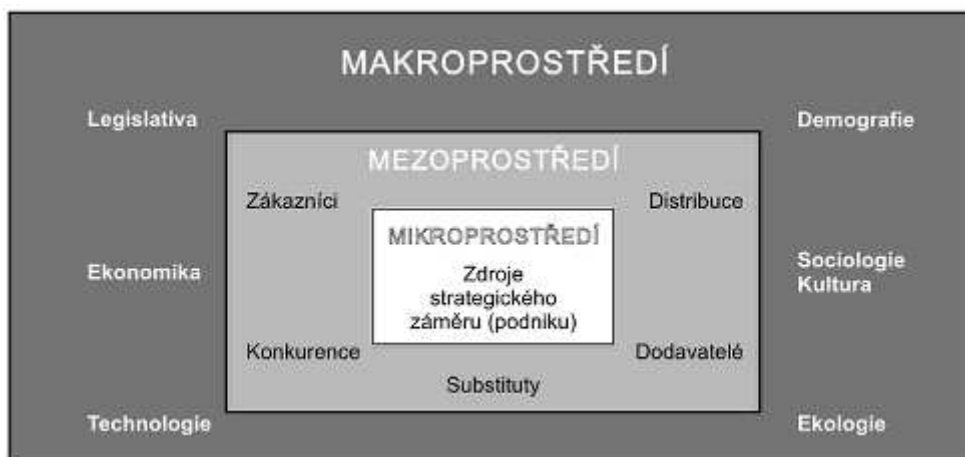 MAKROPROSTŘEDÍ
Legislativa
Demografie
MEZOPROSTŘEDÍ
Zákazníci
Distribuce
MIKROPROSTŘEDÍ
Zdroje
strategického
záměru (podniku)
Ekonomika
Sociologie
Kultura
Konkurence
Dodavatelé
Substituty
Technologie
Ekologie